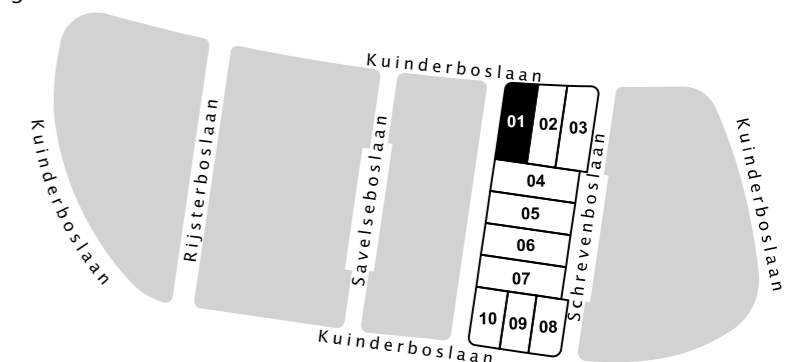 Kuinderboslaan
01
02
03
Kuinderboslaan
Rijsterboslaan
Savelseboslaan
Schrevenboslaan
Kuinderboslaan
04
05
06
07
10
09
08
Kuinderboslaan